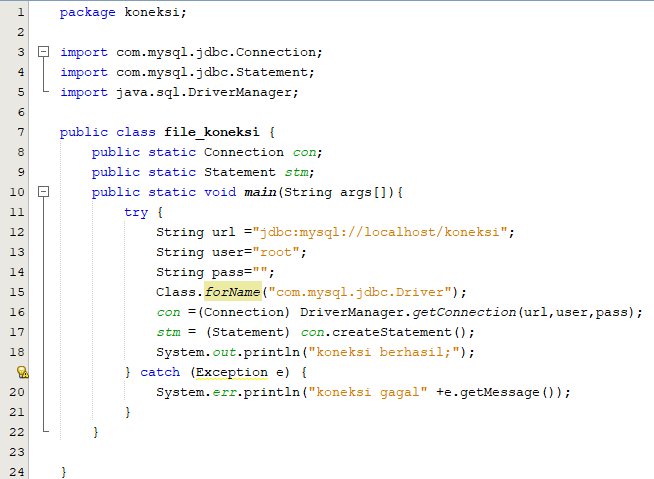 1 package koneksi;
2
3 import com.mysql.jdbc.Connection;
4 import com.mysql.jdbc.Statement;
5 import java.sql.DriverManager;
6
7 public class file_koneksi {
8 public static Connection con;
9 public static Statement stm;
10 public static void main(String args[]){
11 try {
12 String url ="jdbc:mysql://localhost/koneksi";
13 String user="root";
14 String pass="";
15 Class.forName("com.mysql.jdbc.Driver");
16 con =(Connection) DriverManager.getConnection(url,user,pass);
17 stm = (Statement) con.createStatement();
18 System.out.println("koneksi berhasil;");
} catch (Exception e) {
20 System.err.println("koneksi gagal" +e.getMessage());
21 }
22 }
23
24 }